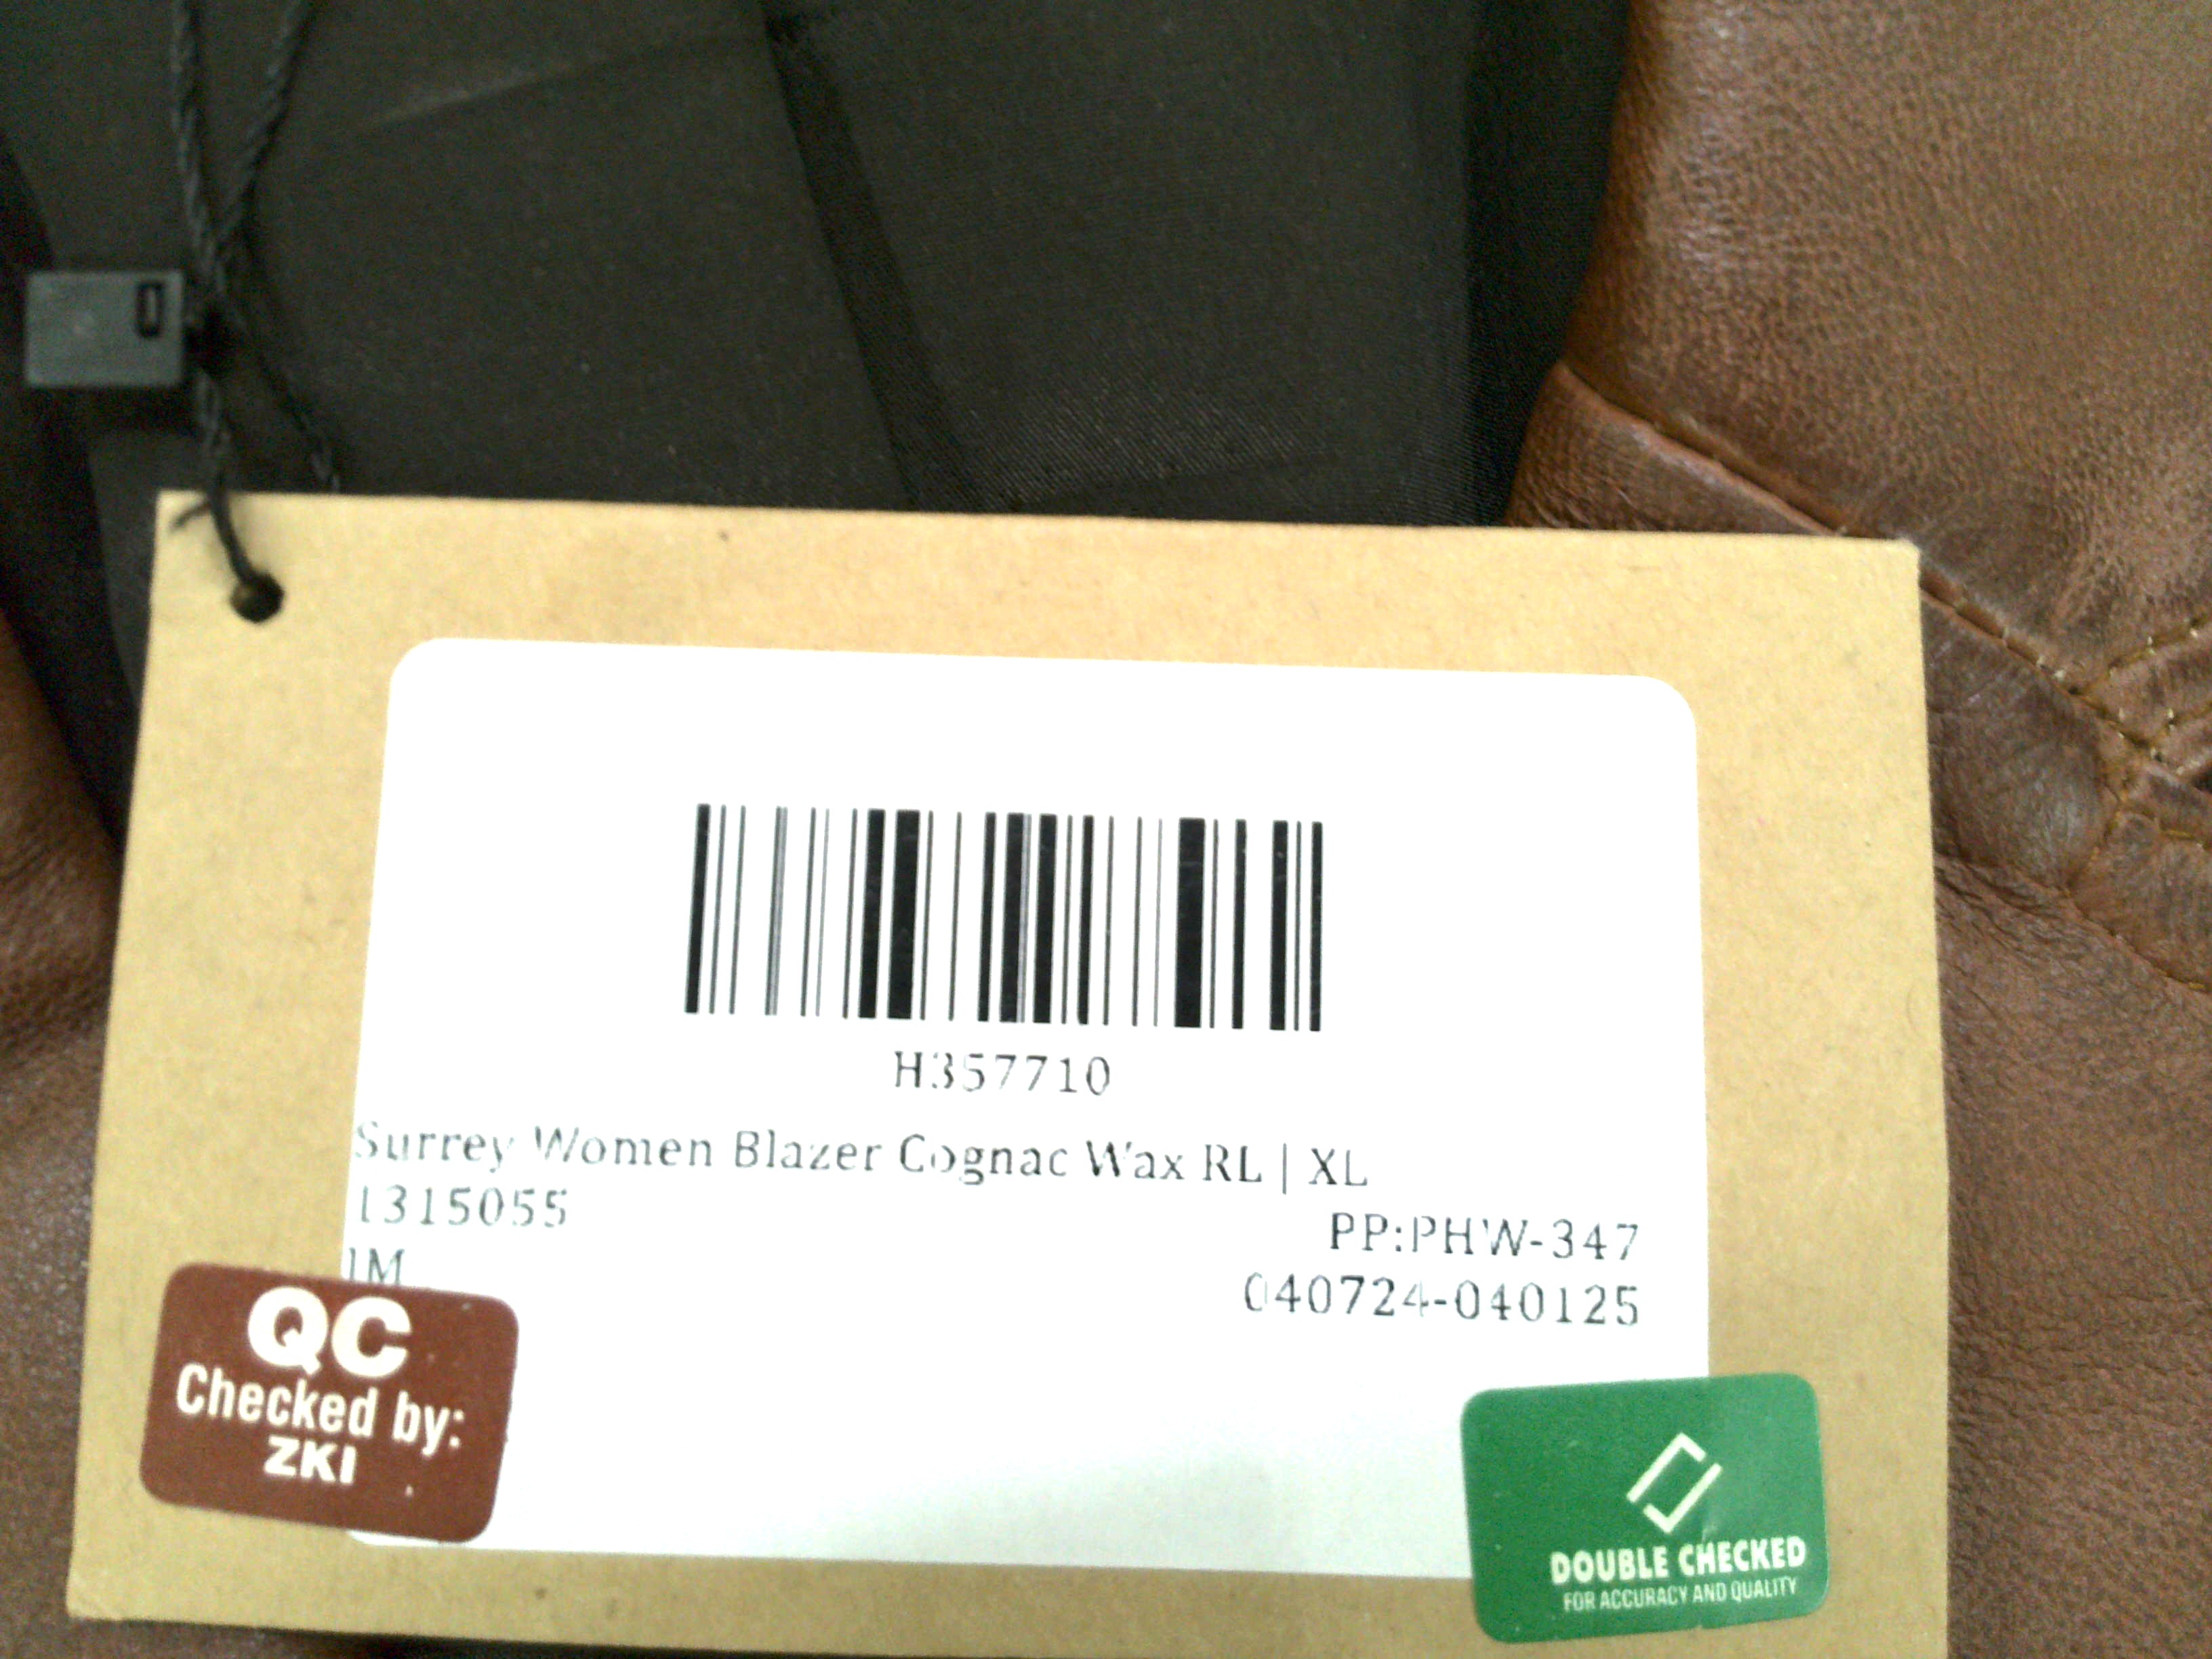 H357710
Surrey Women Blazer Cognac Wax RL | XL
1315055
PP:PHW-347
1M
040724-040125
QC
Checked by:
ZKI
DOUBLE CHECKED
FOR ACCURACY AND QUALITY